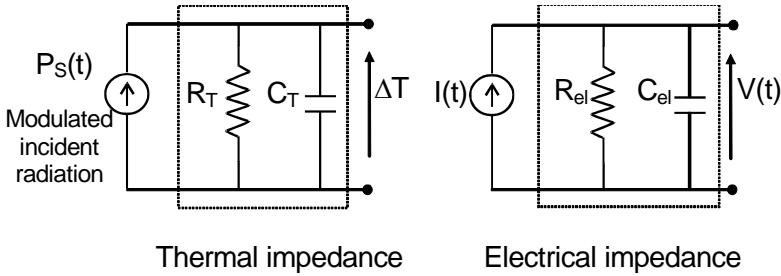 P_S(t)
Modulated
incident
radiation
R_T
C_T
ΔT
Thermal impedance
I(t)
R_el
C_el
V(t)
Electrical impedance